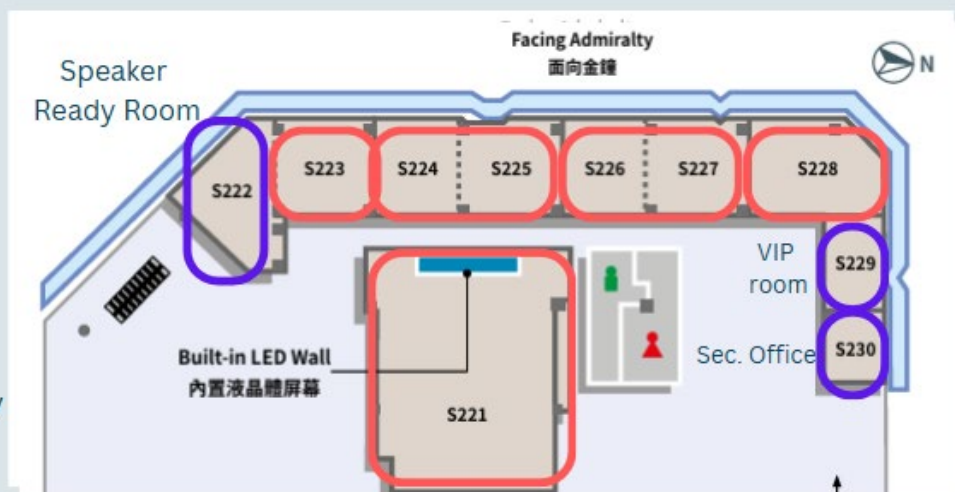 Facing Admiralty
面向金鐘
N
Speaker
Ready Room
S222
S223
S224
S225
S226
S227
S228
VIP
room
S229
Sec. Office
S230
Built-in LED Wall
內置液晶體屏幕
S221